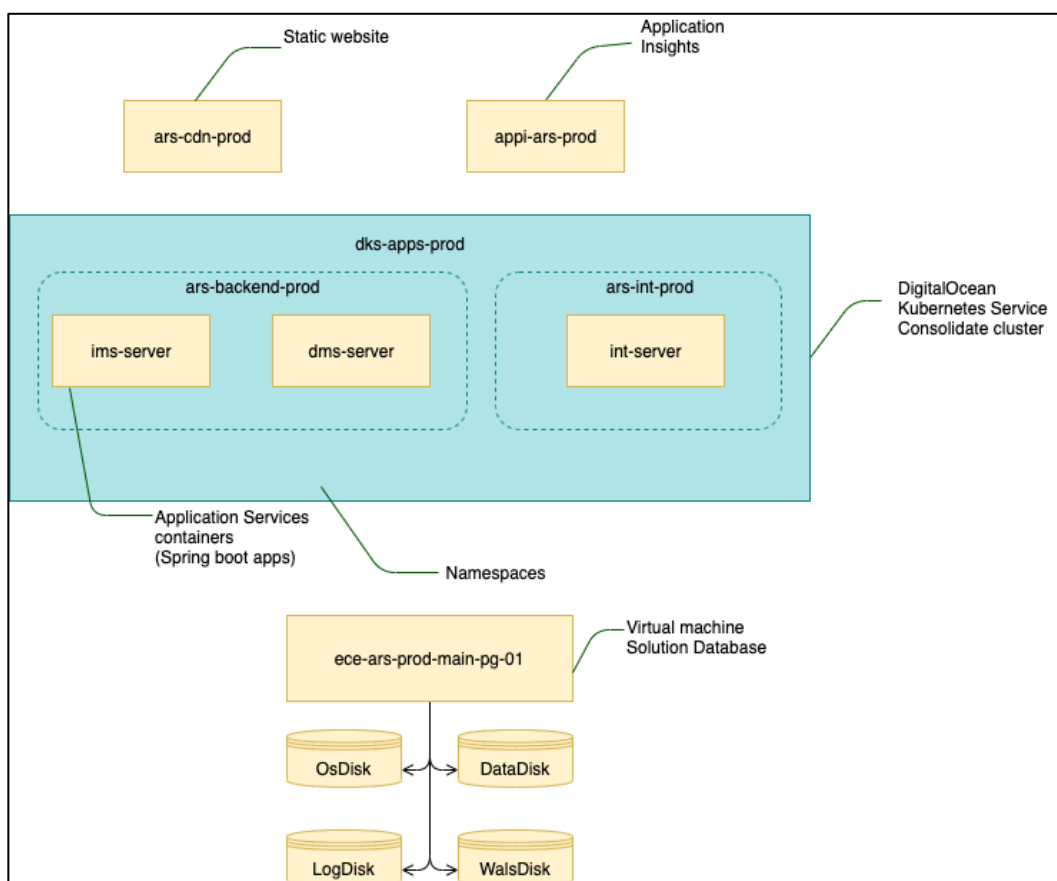 Static website
Application
Insights
ars-cdn-prod
appi-ars-prod
dks-apps-prod
ars-backend-prod
ars-int-prod
ims-server
dms-server
int-server
DigitalOcean
Kubernetes Service
Consolidate cluster
Application Services
containers
(Spring boot apps)
Namespaces
ece-ars-prod-main-pg-01
Virtual machine
Solution Database
OsDisk
DataDisk
LogDisk
WalsDisk